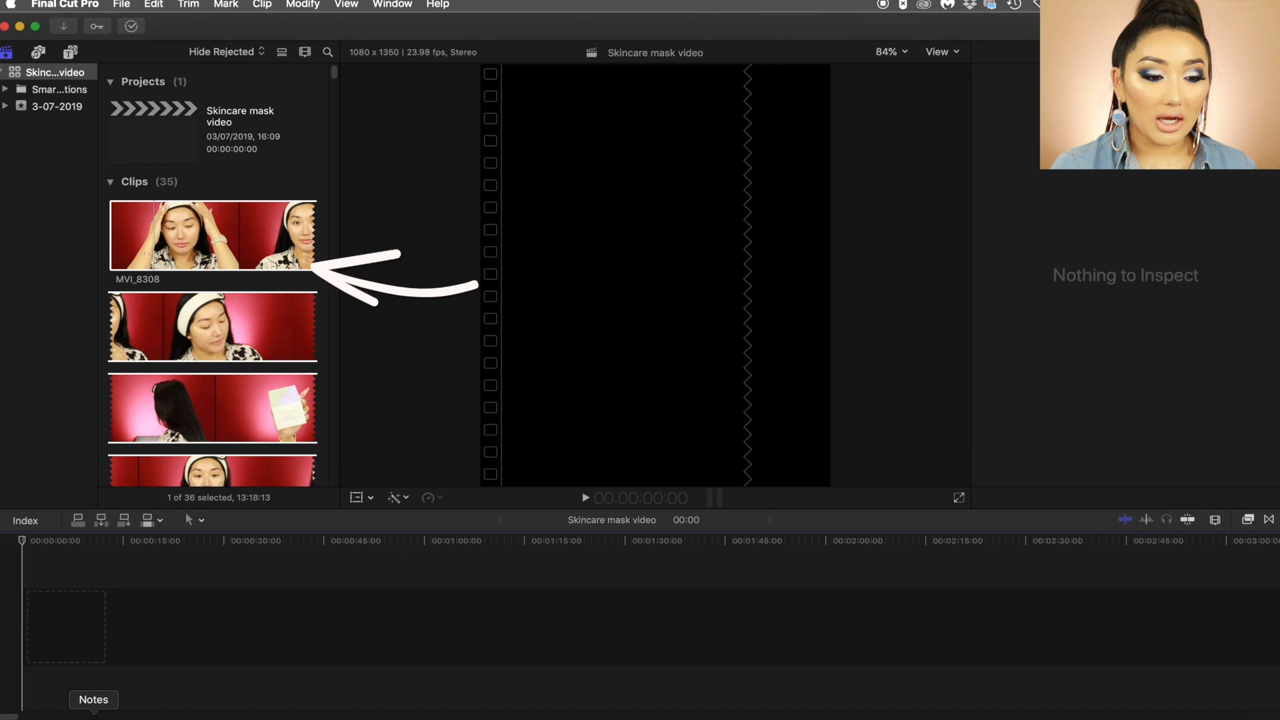 Final Cut Pro File Edit Trim Mark Clip Modify View Window Help
Hide Rejected 1080 x 1350 | 23.98 fps, Stereo Skincare mask video 84% View
Skinc...video
Smar...tions
3-07-2019
Projects (1)
Skincare mask
video
03/07/2019, 16:09
00:00:00:00
Clips (35)
MVI_8308
Nothing to Inspect
1 of 36 selected, 13:18:13
00:00:00:00
Index Skincare mask video 00:00
00:00:00:00 00:00:15:00 00:00:30:00 00:00:45:00 00:01:00:00 00:01:15:00 00:01:30:00 00:01:45:00 00:02:00:00 00:02:15:00 00:02:30:00 00:02:45:00 00:03:00:00
Notes